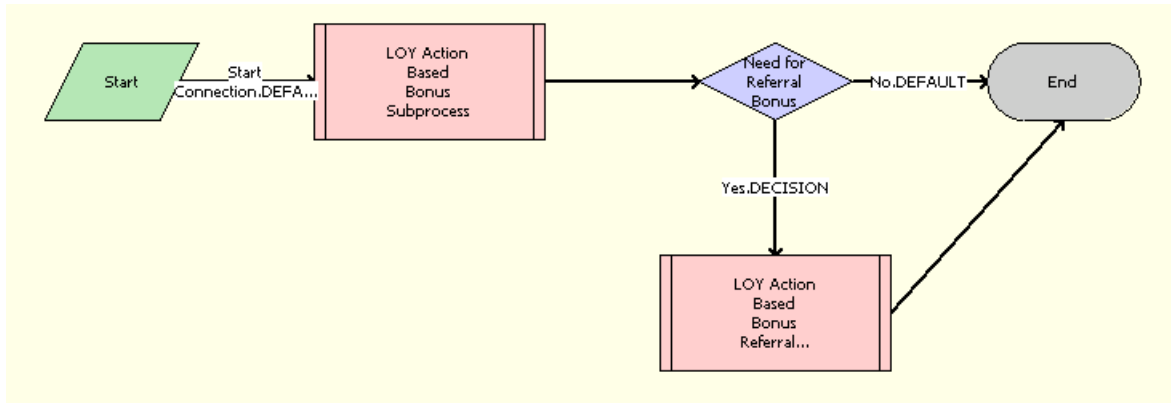 Start
Start
Connection.DEFA...
LOY Action
Based
Bonus
Subprocess
Need for
Referral
Bonus
No.DEFAULT
End
Yes.DECISION
LOY Action
Based
Bonus
Referral...